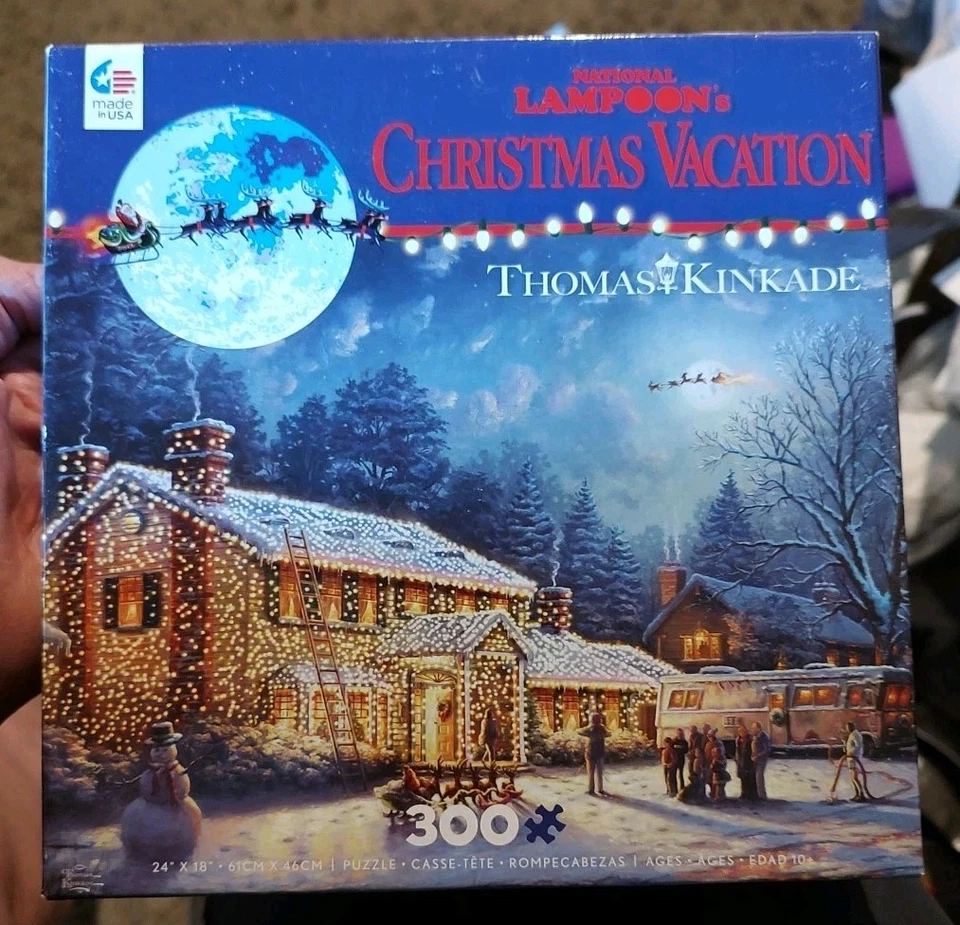 made
in USA
NATIONAL
LAMPOON's
CHRISTMAS VACATION
THOMAS KINKADE
300
24" X 18" • 61CM X 46CM | PUZZLE • CASSE-TÊTE • ROMPECABEZAS | AGES • ÂGES • EDAD 10+